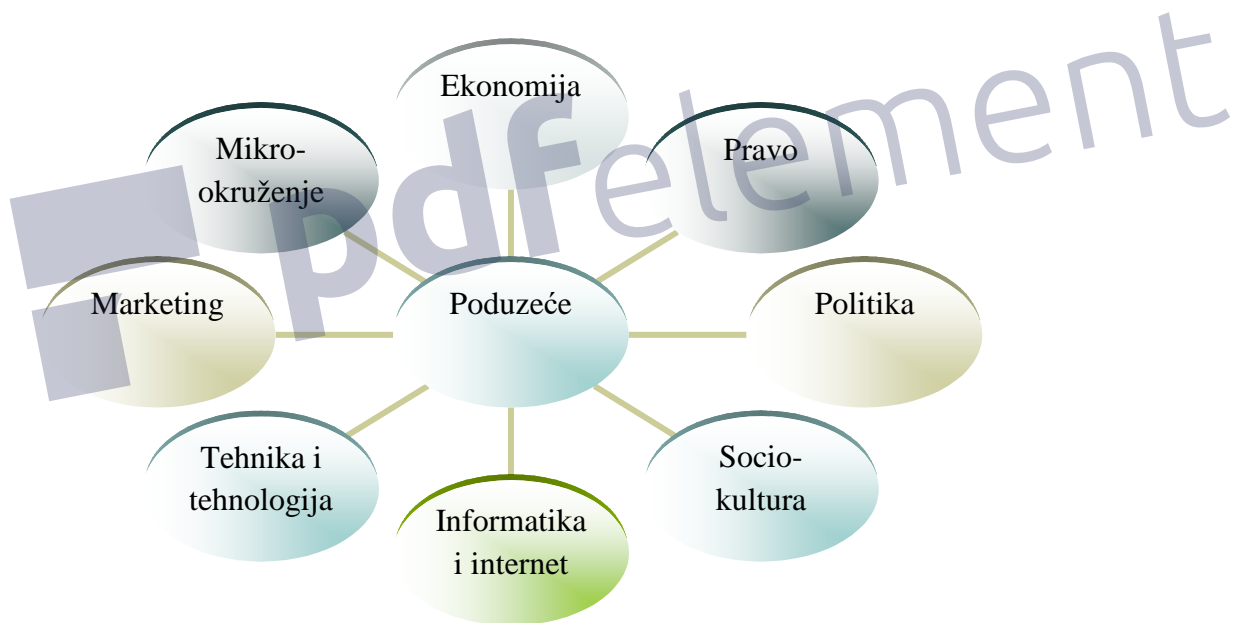 Ekonomija
Mikro-
okruženje
Pravo
Marketing
Poduzeće
Politika
Tehnika i
tehnologija
Socio-
kultura
Informatika
i internet
pdfelement